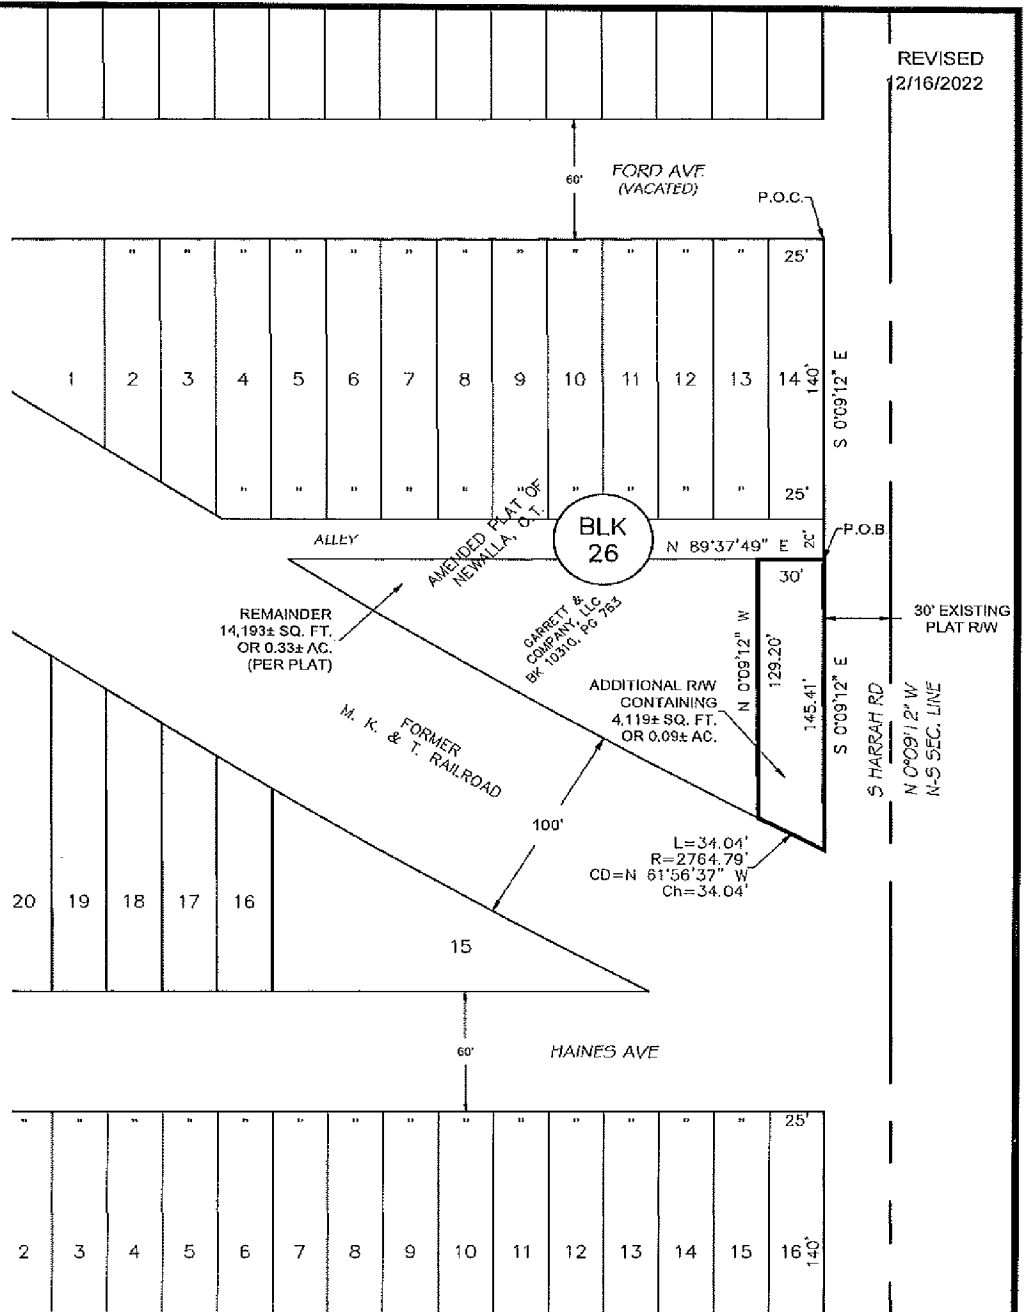 REVISED
12/16/2022
FORD AVE
(VACATED)
60'
P.O.C.
" " " " " " " " " " " " 25'
1 2 3 4 5 6 7 8 9 10 11 12 13 14
140'
S 0°09'12" E
" " " " " " " " " " 25'
ALLEY
AMENDED PLAT OF
NEWALLA, O.T.
BLK
26
N 89°37'49" E
20'
P.O.B.
30'
REMAINDER
14,193± SQ. FT.
OR 0.33± AC.
(PER PLAT)
GARRETT &
COMPANY, LLC
BK 10310, PG 763
30' EXISTING
PLAT R/W
N 0°09'12" W
129.20'
145.41'
S 0°09'12" E
ADDITIONAL R/W
CONTAINING
4,119± SQ. FT.
OR 0.09± AC.
S HARRAH RD
N 0°09'12" W
N-S SEC. LINE
FORMER
M. K. & T. RAILROAD
100'
L=34.04'
R=2764.79'
CD=N 61°56'37" W
Ch=34.04'
20 19 18 17 16
15
60'
HAINES AVE
" " " " " " " " " " " " " " 25'
2 3 4 5 6 7 8 9 10 11 12 13 14 15 16
140'